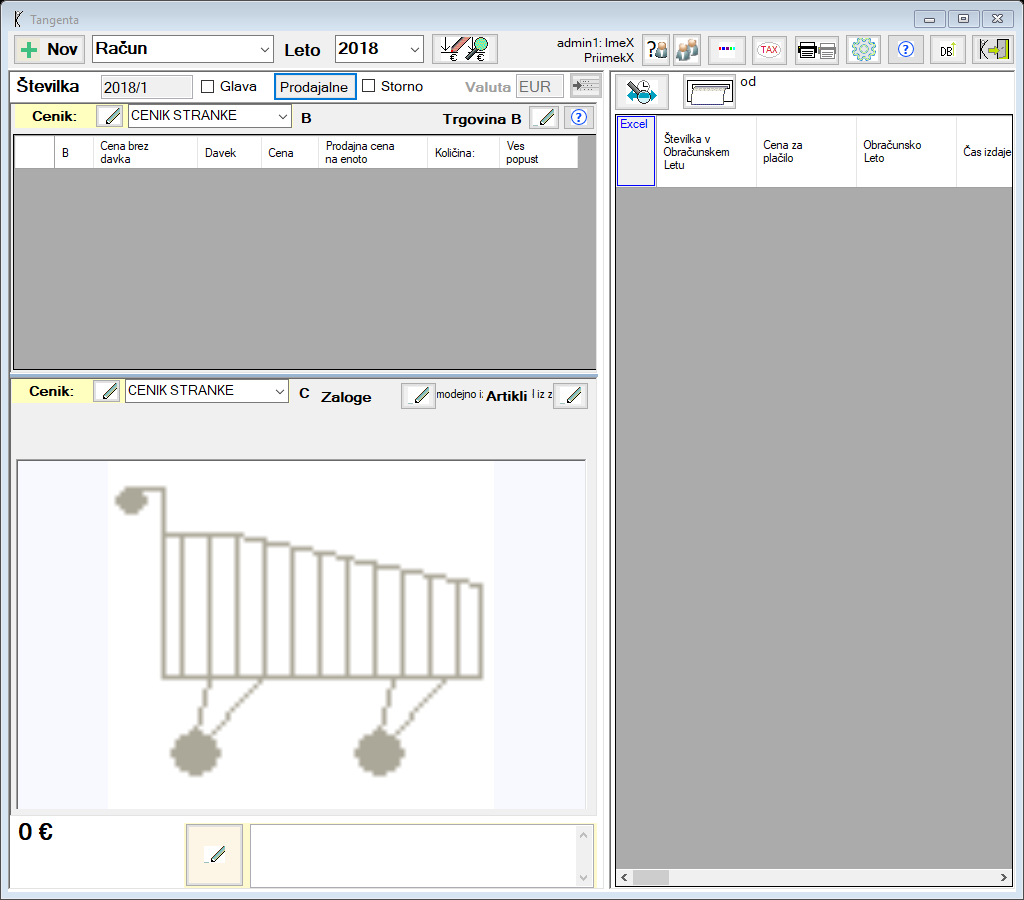 Tangenta
Nov
Račun
Leto
2018
admin1: ImeX
PriimekX
TAX
DB
Številka
2018/1
Glava
Prodajalne
Storno
Valuta
EUR
Cenik:
CENIK STRANKE
B
Trgovina B
B
Cena brez
davka
Davek
Cena
Prodajna cena
na enoto
Količina:
Ves
popust
Cenik:
CENIK STRANKE
C
Zaloge
modejno i:
Artikli
l iz z
0 €
od
Excel
Številka v
Obračunskem
Letu
Cena za
plačilo
Obračunsko
Leto
Čas izdaje